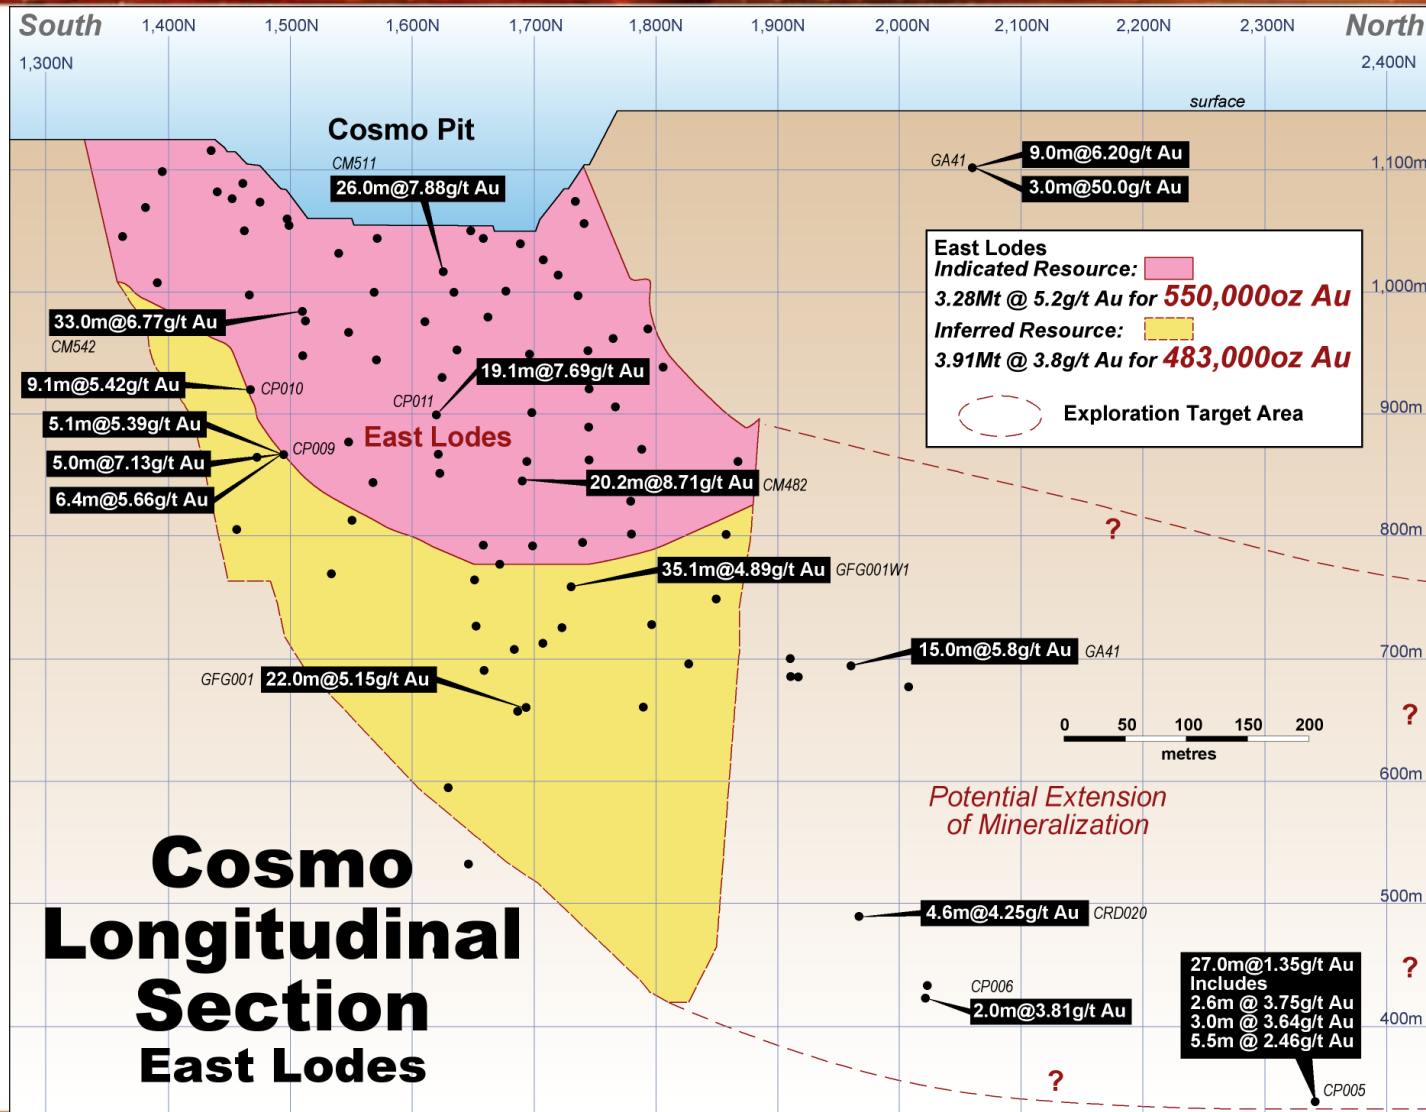 South
North
1,300N
1,400N
1,500N
1,600N
1,700N
1,800N
1,900N
2,000N
2,100N
2,200N
2,300N
2,400N
surface
Cosmo Pit
CM511
26.0m@7.88g/t Au
GA41
9.0m@6.20g/t Au
3.0m@50.0g/t Au
1,100m
East Lodes
Indicated Resource:
3.28Mt @ 5.2g/t Au for 550,000oz Au
Inferred Resource:
3.91Mt @ 3.8g/t Au for 483,000oz Au
Exploration Target Area
1,000m
33.0m@6.77g/t Au
CM542
9.1m@5.42g/t Au
CP010
19.1m@7.69g/t Au
CP011
900m
5.1m@5.39g/t Au
5.0m@7.13g/t Au
6.4m@5.66g/t Au
CP009
East Lodes
20.2m@8.71g/t Au
CM482
?
800m
35.1m@4.89g/t Au
GFG001W1
15.0m@5.8g/t Au
GA41
700m
GFG001
22.0m@5.15g/t Au
?
0 50 100 150 200
metres
600m
Potential Extension
of Mineralization
500m
4.6m@4.25g/t Au
CRD020
CP006
2.0m@3.81g/t Au
?
27.0m@1.35g/t Au
Includes
2.6m @ 3.75g/t Au
3.0m @ 3.64g/t Au
5.5m @ 2.46g/t Au
400m
?
CP005
Cosmo
Longitudinal
Section
East Lodes